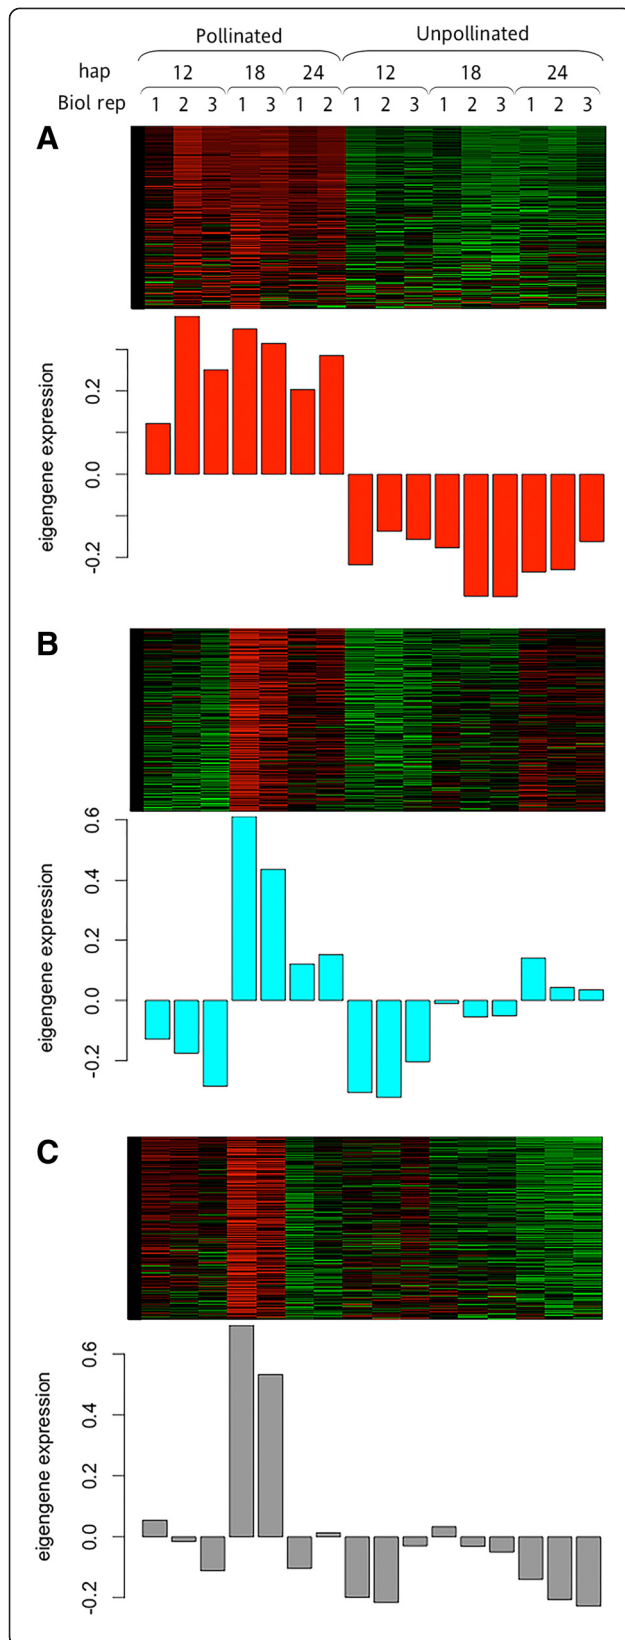 Pollinated Unpollinated
hap 12 18 24 12 18 24
Biol rep 1 2 3 1 3 1 2 1 2 3 1 2 3 1 2 3
A
eigengene expression
0.2
0.0
-0.2
B
eigengene expression
0.6
0.4
0.2
0.0
-0.2
C
eigengene expression
0.6
0.4
0.2
0.0
-0.2